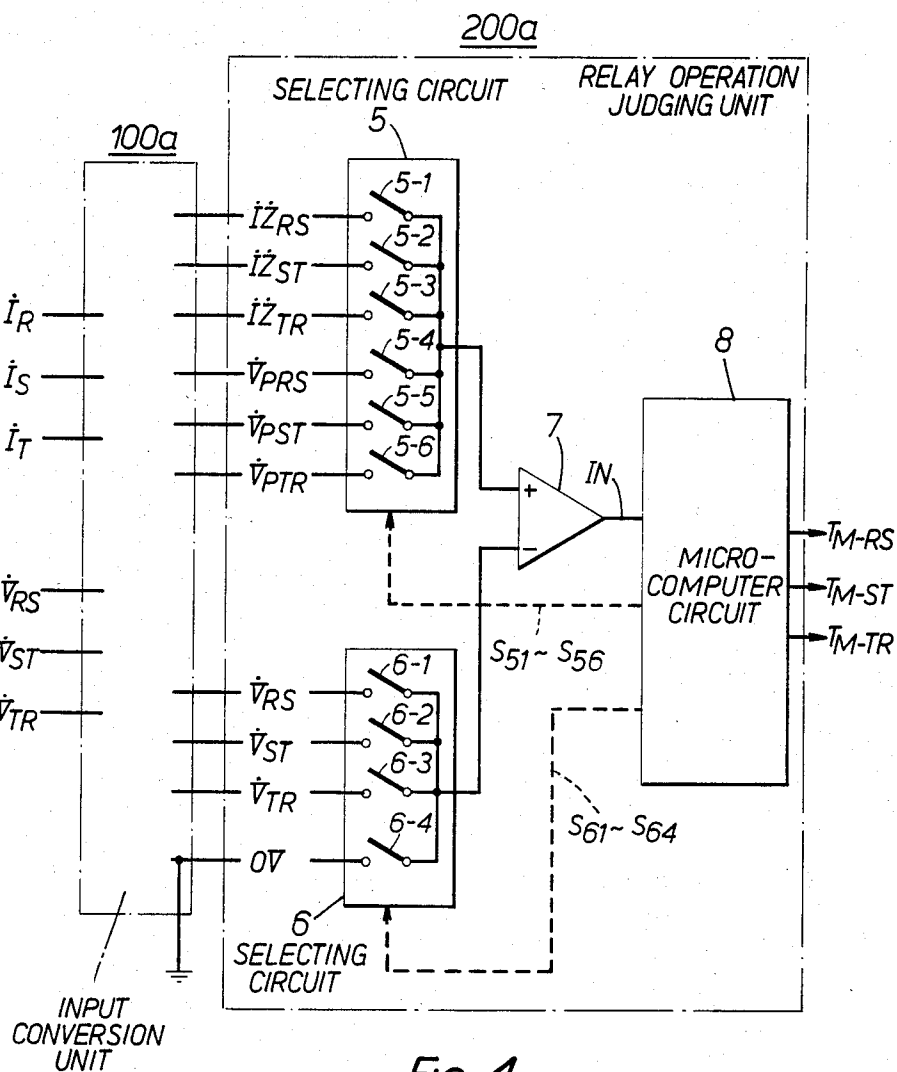 200a
RELAY OPERATION
JUDGING UNIT
SELECTING CIRCUIT
5
100a
5-1
İŻRS
5-2
İŻST
5-3
İŻTR
İR
5-4
V̇PRS
İS
5-5
V̇PST
İT
5-6
V̇PTR
8
7
+
−
IN
MICRO-
COMPUTER
CIRCUIT
TM-RS
TM-ST
TM-TR
S51~S56
V̇RS
V̇ST
V̇TR
6-1
V̇RS
6-2
V̇ST
6-3
V̇TR
6-4
0V
S61~S64
6
SELECTING
CIRCUIT
INPUT
CONVERSION
UNIT